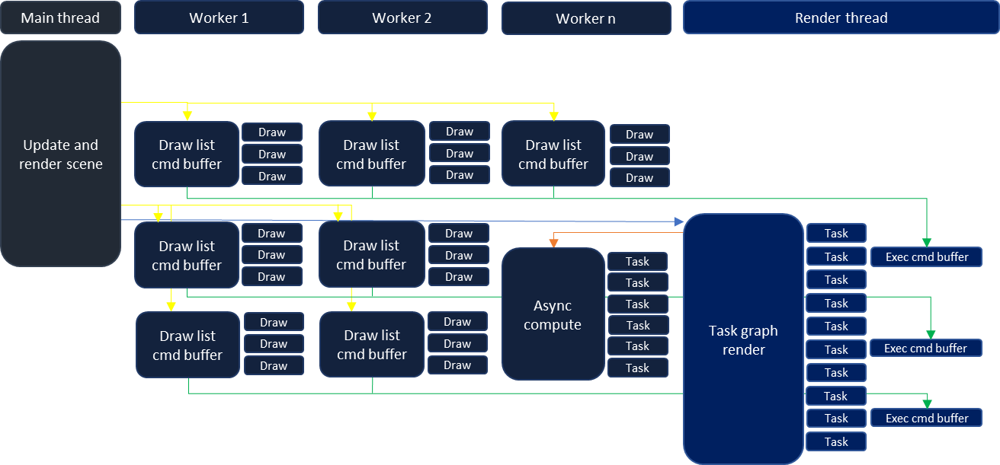 Main thread
Worker 1
Worker 2
Worker n
Render thread
Update and
render scene
Draw list
cmd buffer
Draw
Draw
Draw
Draw list
cmd buffer
Draw
Draw
Draw
Draw list
cmd buffer
Draw
Draw
Draw
Draw list
cmd buffer
Draw
Draw
Draw
Draw list
cmd buffer
Draw
Draw
Draw
Draw list
cmd buffer
Draw
Draw
Draw
Draw list
cmd buffer
Draw
Draw
Draw
Async
compute
Task
Task
Task
Task
Task
Task
Task graph
render
Task
Task
Task
Task
Task
Task
Task
Task
Task
Task
Exec cmd buffer
Exec cmd buffer
Exec cmd buffer